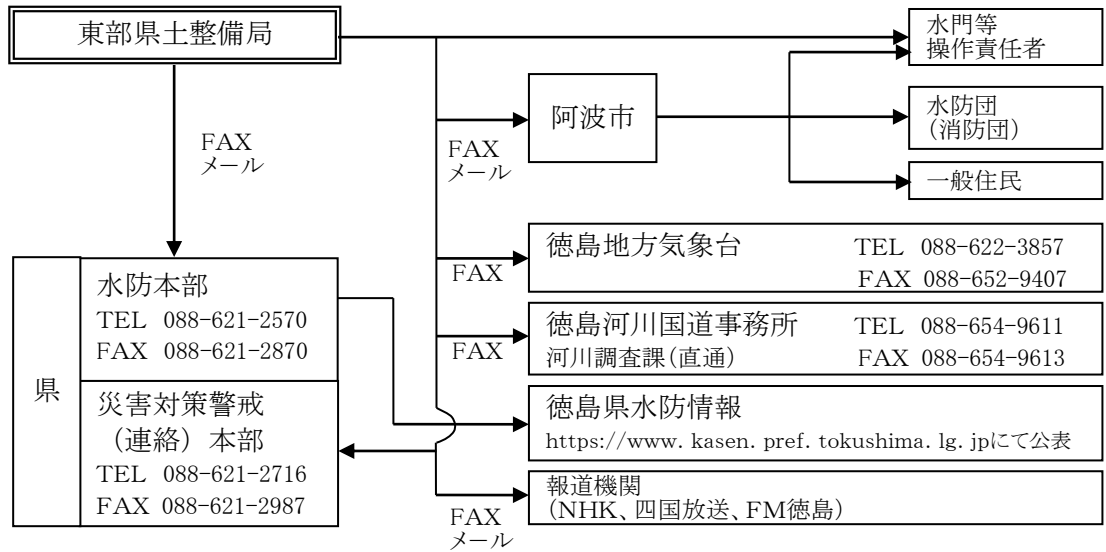 東部県土整備局
水門等
操作責任者
阿波市
水防団
(消防団)
FAX
メール
FAX
メール
一般住民
徳島地方気象台 TEL 088-622-3857
FAX FAX 088-652-9407
水防本部
TEL 088-621-2570
FAX 088-621-2870
徳島河川国道事務所 TEL 088-654-9611
FAX 河川調査課(直通) FAX 088-654-9613
県
災害対策警戒
(連絡)本部
TEL 088-621-2716
FAX 088-621-2987
徳島県水防情報
https://www.kasen.pref.tokushima.lg.jpにて公表
報道機関
(NHK、四国放送、FM徳島)
FAX
メール